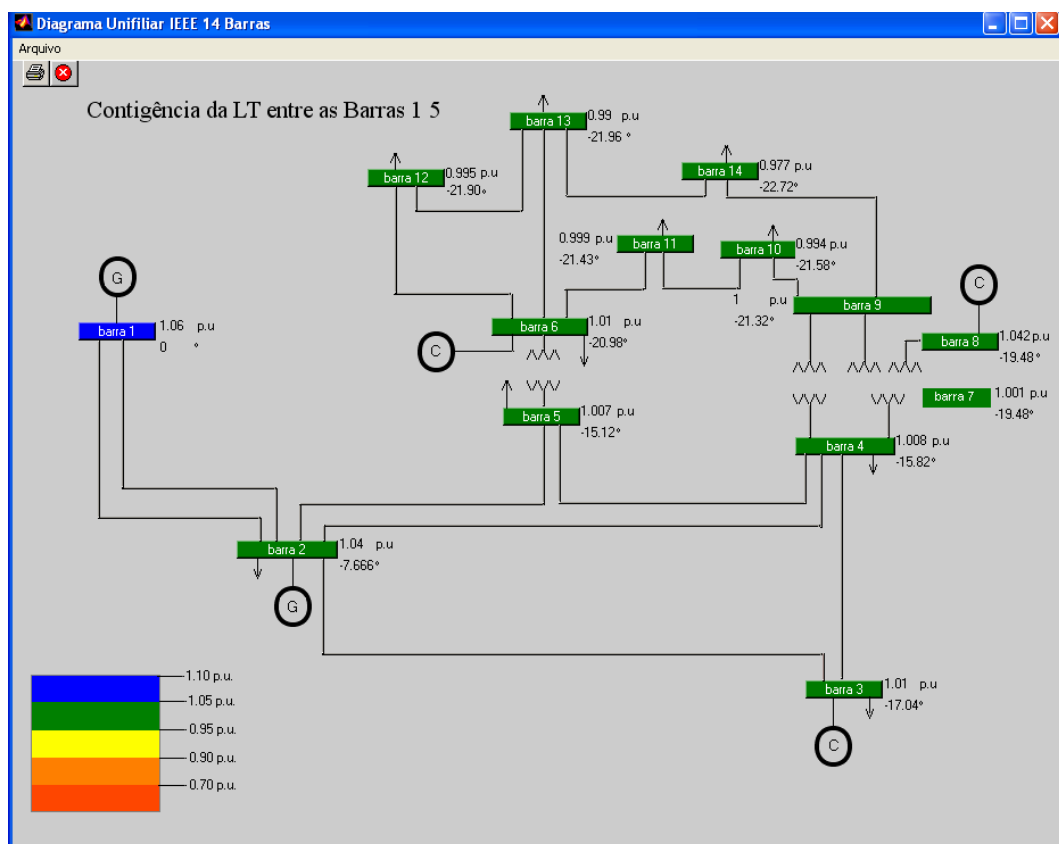 Diagrama Unifiliar IEEE 14 Barras
Arquivo
Contigência da LT entre as Barras 1 5
barra 13
0.99 p.u
-21.96 °
barra 12
0.995 p.u
-21.90°
barra 14
0.977 p.u
-22.72°
0.999 p.u
-21.43°
barra 11
barra 10
0.994 p.u
-21.58°
G
barra 1
1.06 p.u
0 °
1 p.u
-21.32°
barra 9
C
barra 6
1.01 p.u
-20.98°
C
barra 8
1.042 p.u
-19.48°
barra 7
1.001 p.u
-19.48°
barra 5
1.007 p.u
-15.12°
barra 4
1.008 p.u
-15.82°
barra 2
1.04 p.u
-7.666°
G
barra 3
1.01 p.u
-17.04°
C
1.10 p.u.
1.05 p.u.
0.95 p.u.
0.90 p.u.
0.70 p.u.